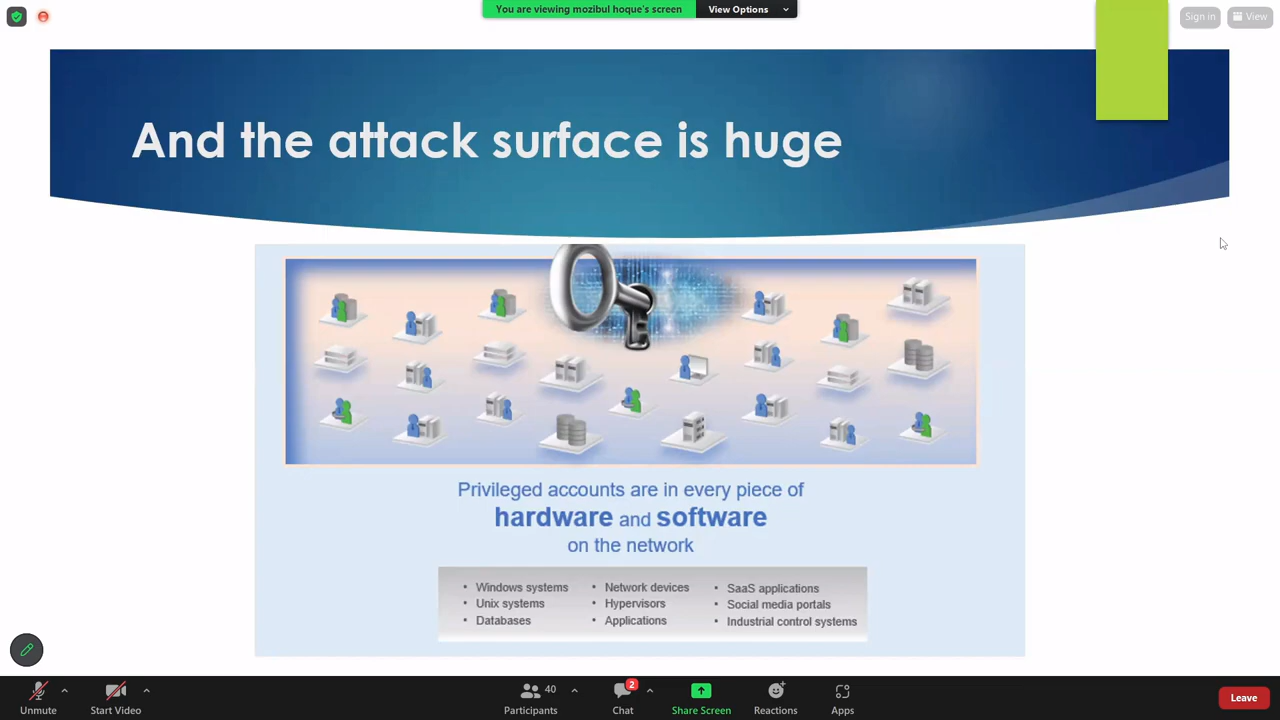 You are viewing mozibul hoque's screen
View Options
Sign in
View
And the attack surface is huge
Privileged accounts are in every piece of
hardware and software
on the network
• Windows systems
• Unix systems
• Databases
• Network devices
• Hypervisors
• Applications
• SaaS applications
• Social media portals
• Industrial control systems
Unmute
Start Video
40
Participants
2
Chat
Share Screen
Reactions
Apps
Leave